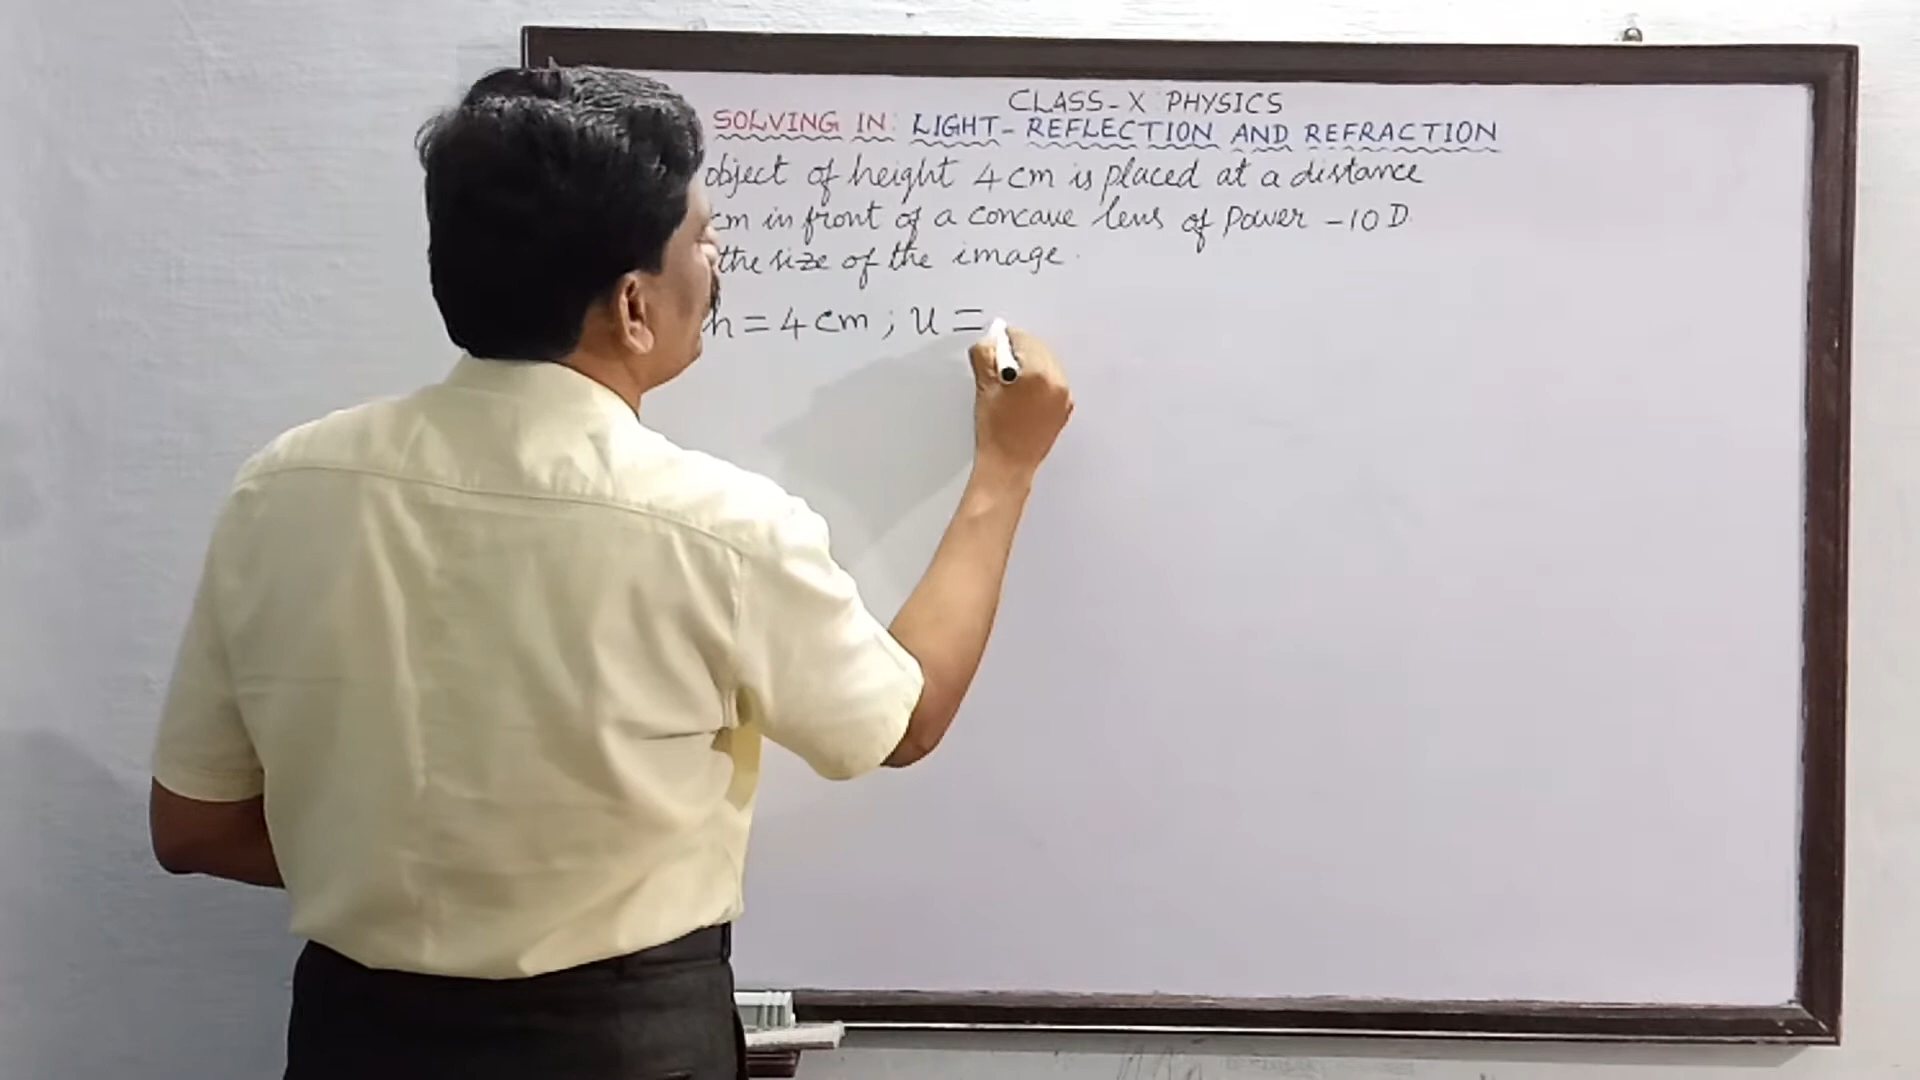 CLASS-X PHYSICS
SOLVING IN: LIGHT-REFLECTION AND REFRACTION
object of height 4 cm is placed at a distance
cm in front of a concave lens of power -10 D.
the size of the image.
h = 4 cm ; u =